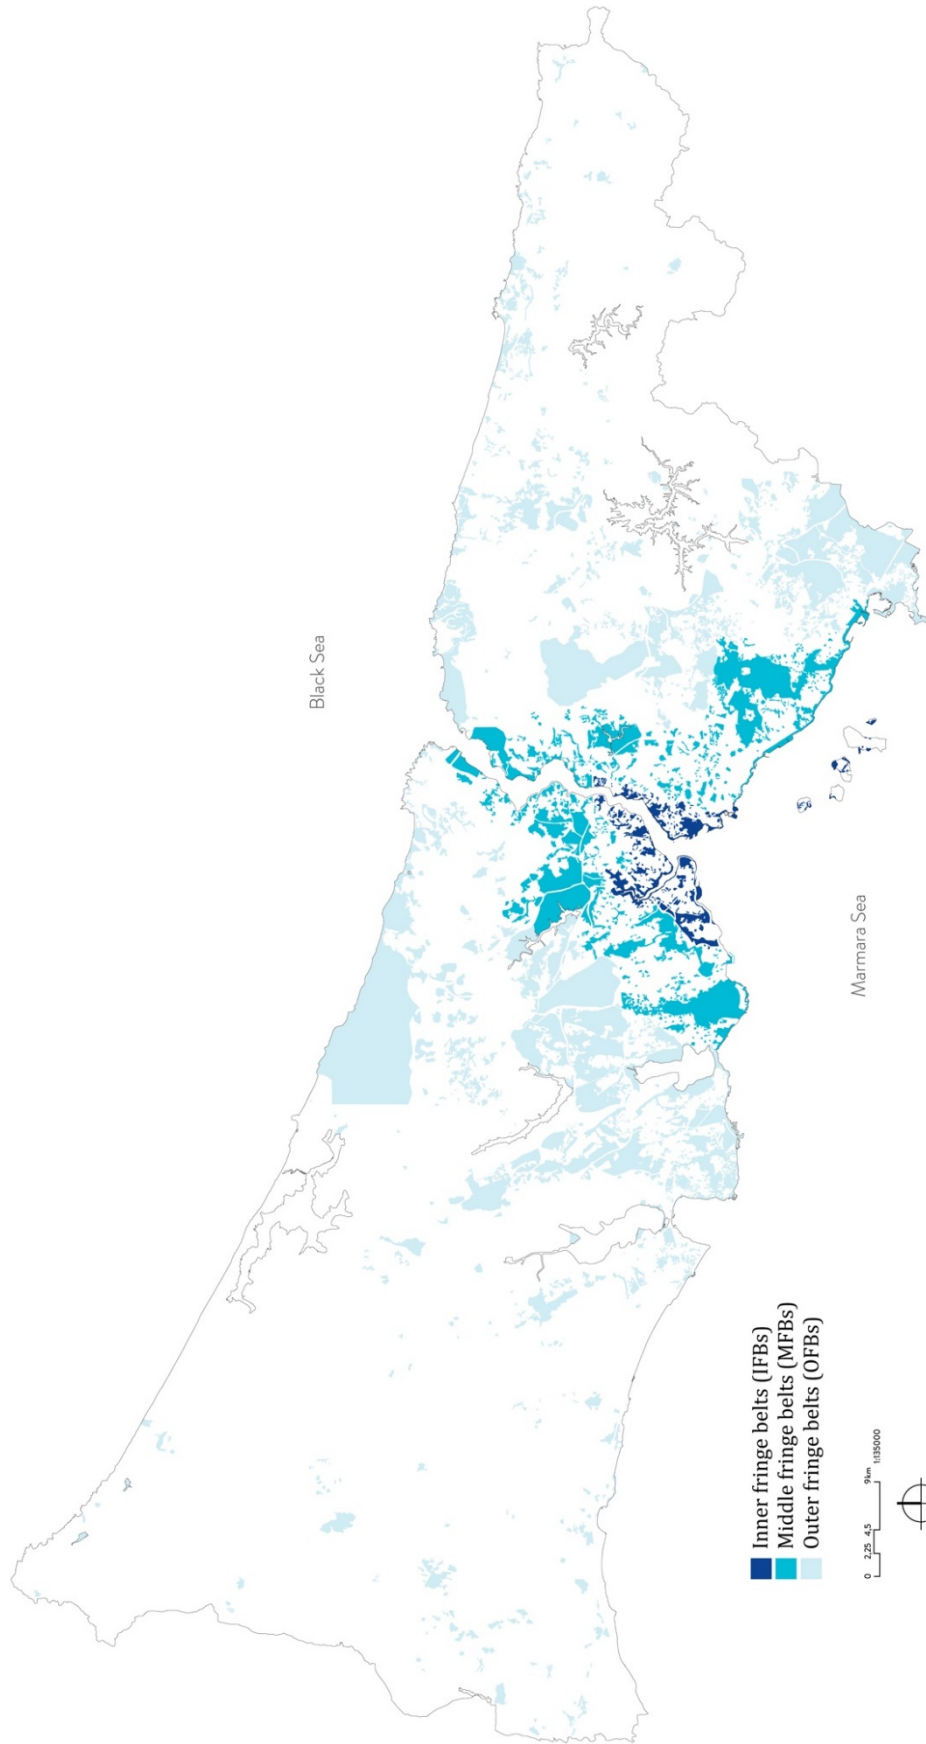 Black Sea
Marmara Sea
Inner fringe belts (IFBs)
Middle fringe belts (MFBs)
Outer fringe belts (OFBs)
0 2,25 4,5 9km 1:135000